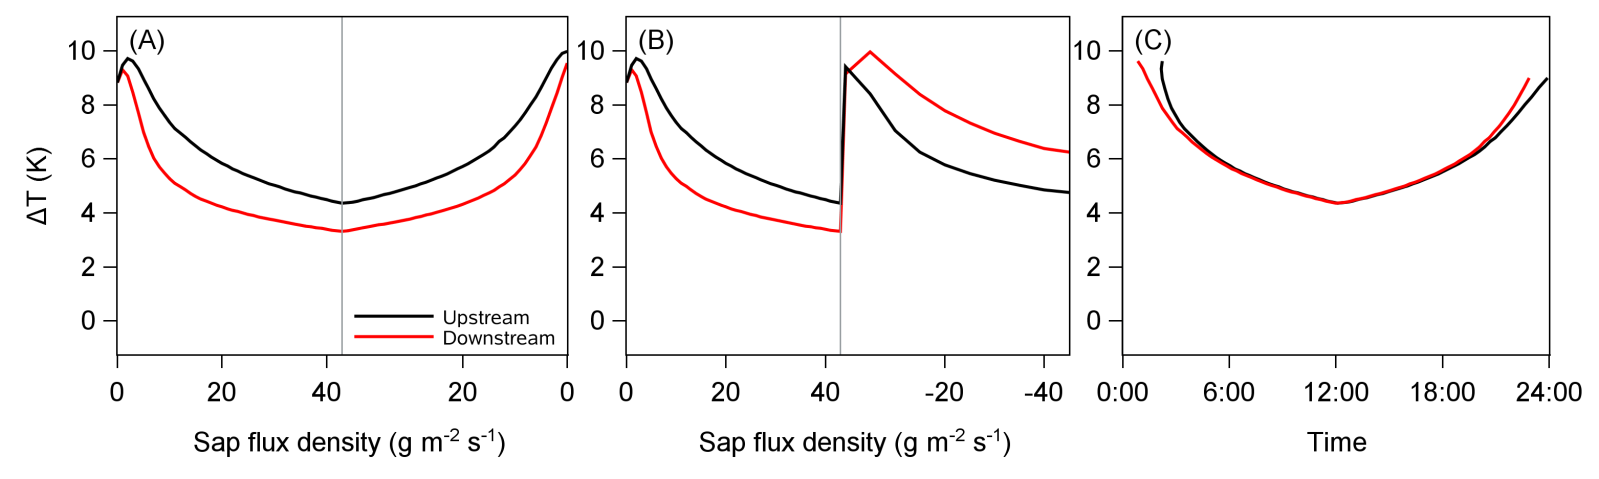 (A) (B) (C)
10 10 10
8 8 8
6 6 6
4 4 4
2 2 2
0 0 0
ΔT (K)
Upstream
Downstream
0 20 40 20 0 0 20 40 -20 -40 0:00 6:00 12:00 18:00 24:00
Sap flux density (g m⁻² s⁻¹) Sap flux density (g m⁻² s⁻¹) Time